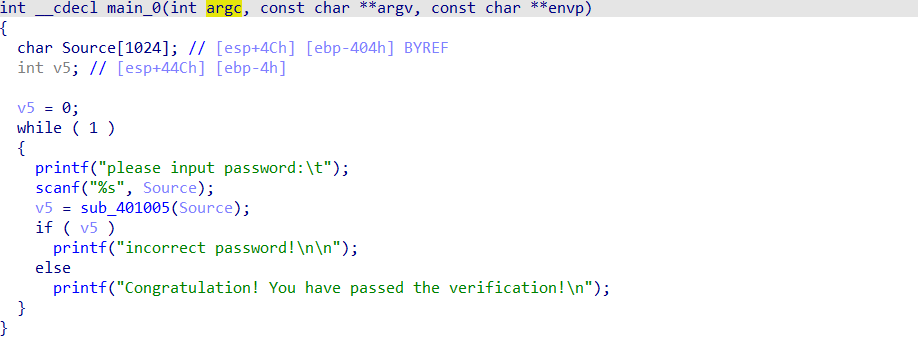 int __cdecl main_0(int argc, const char **argv, const char **envp)
{
  char Source[1024]; // [esp+4Ch] [ebp-404h] BYREF
  int v5; // [esp+44Ch] [ebp-4h]

  v5 = 0;
  while ( 1 )
  {
    printf("please input password:\t");
    scanf("%s", Source);
    v5 = sub_401005(Source);
    if ( v5 )
      printf("incorrect password!\n\n");
    else
      printf("Congratulation! You have passed the verification!\n");
  }
}